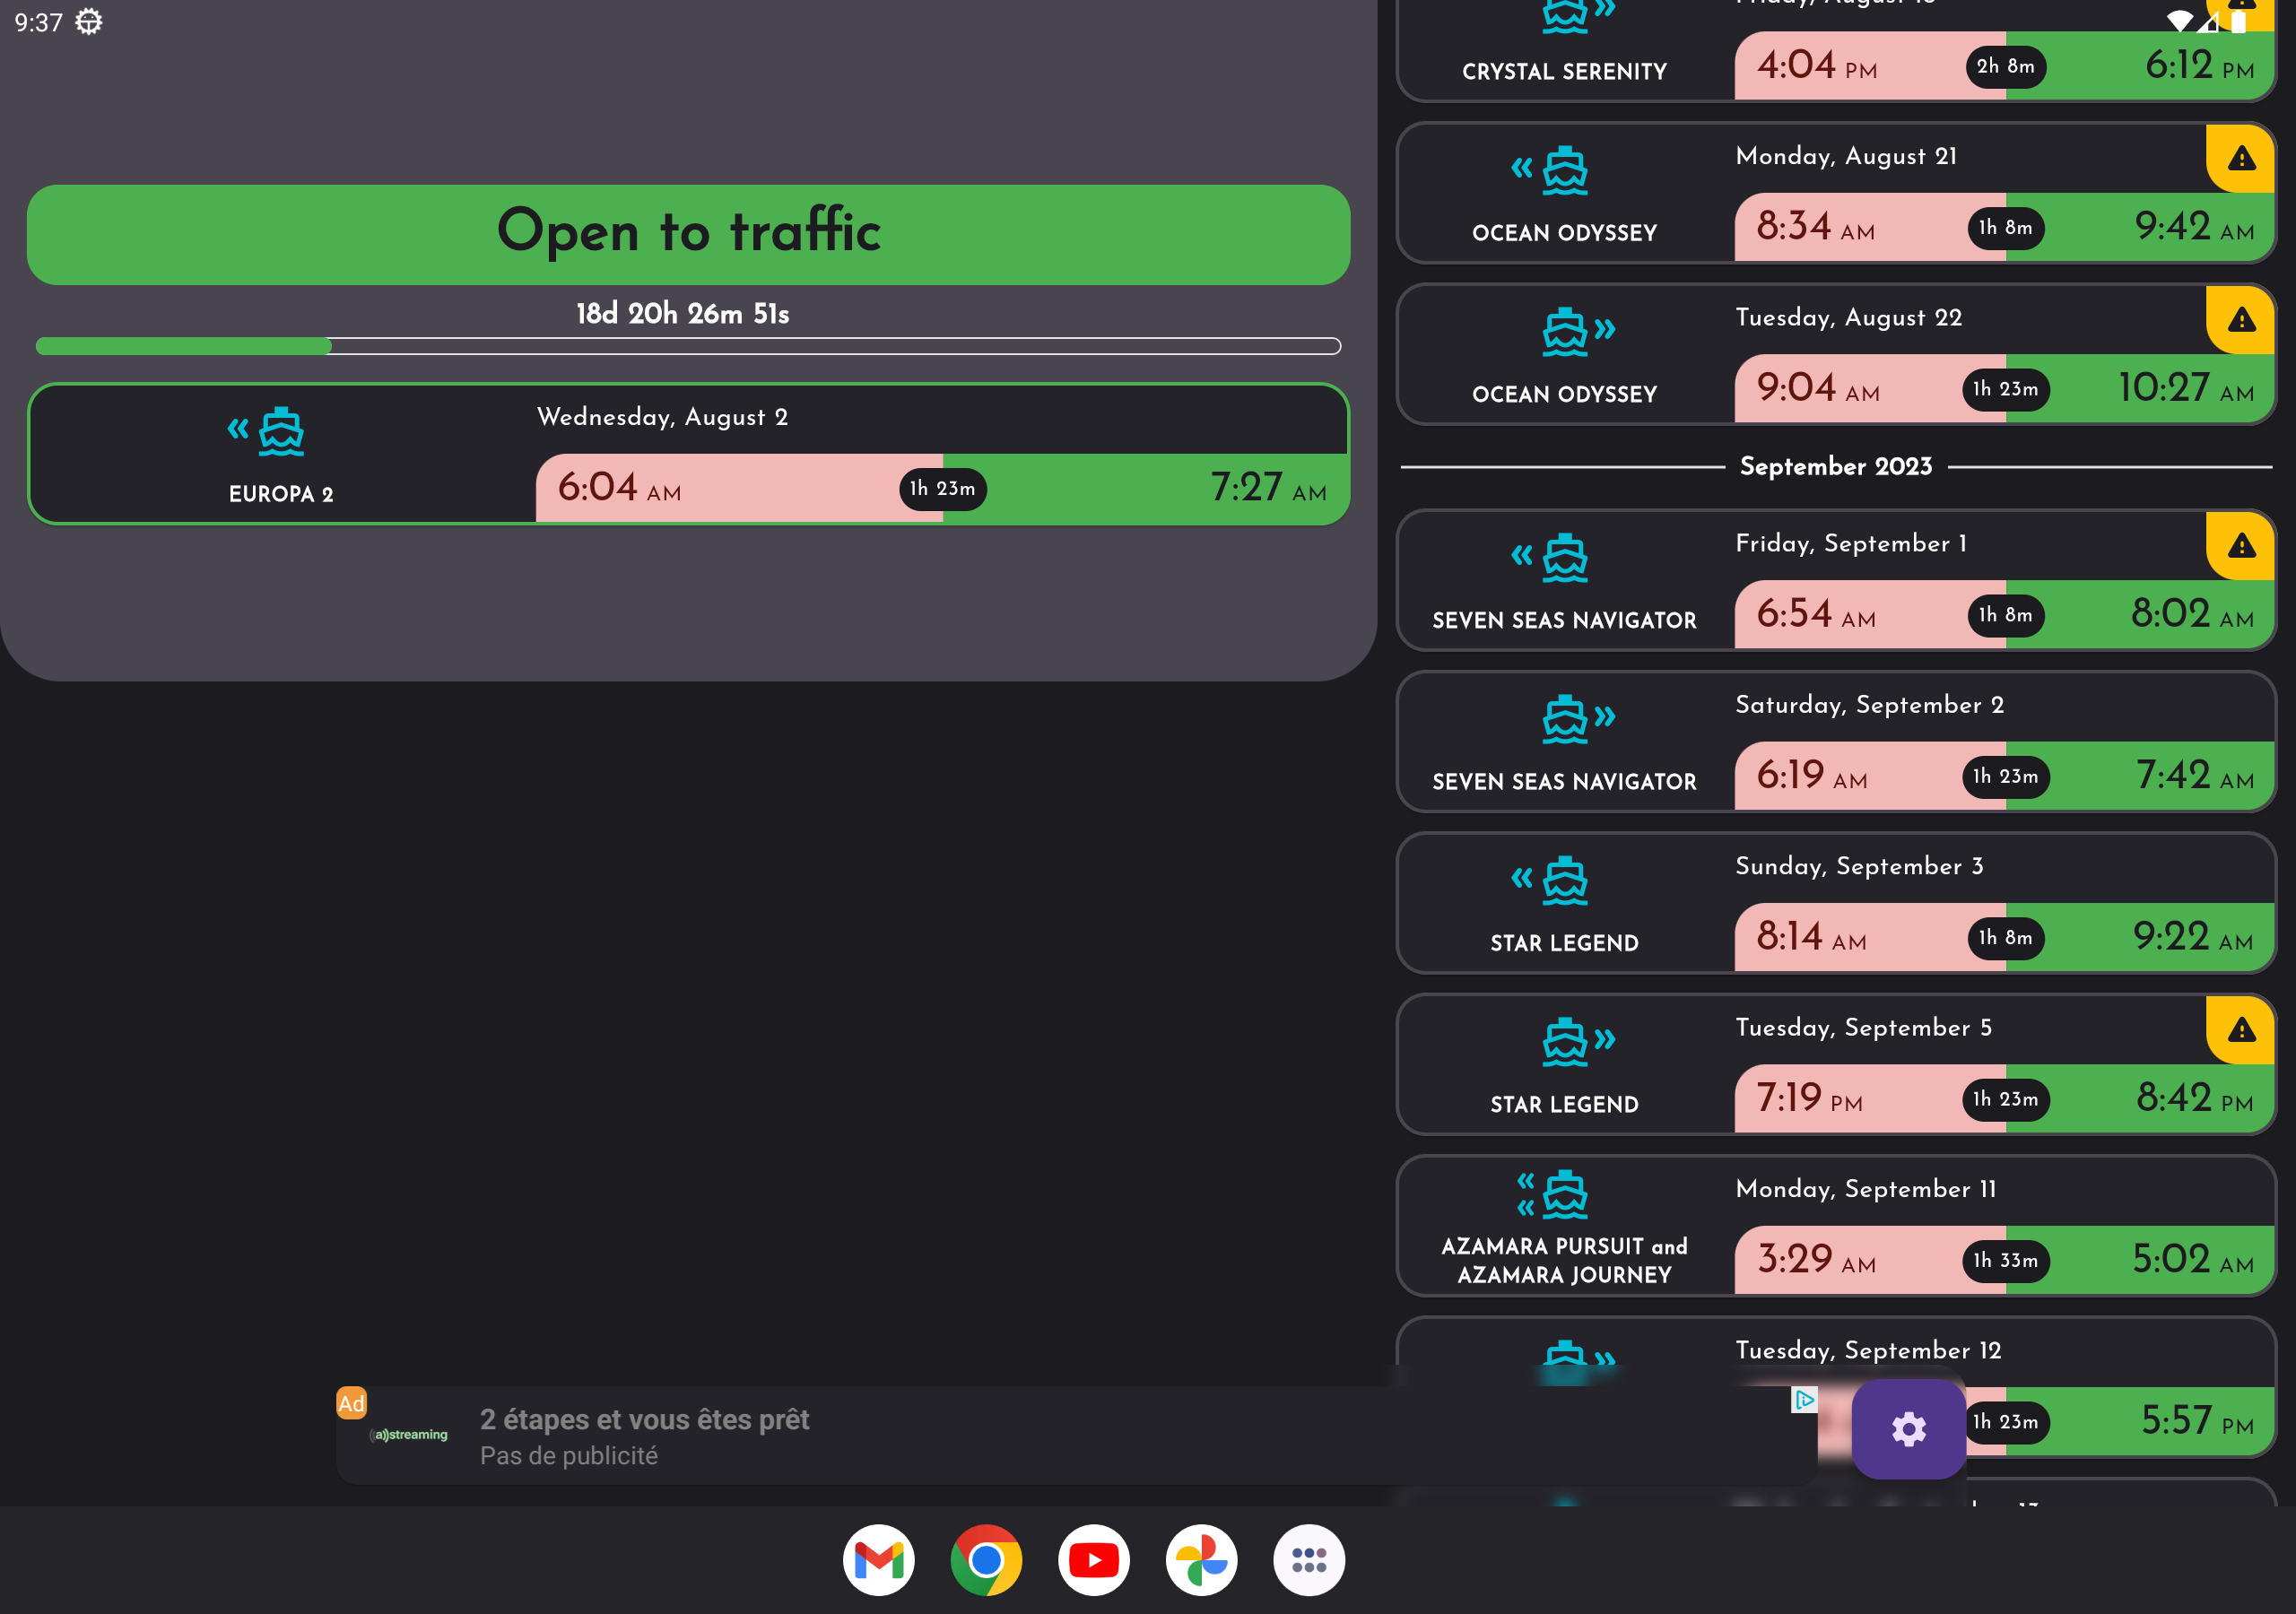 9:37
Open to traffic
18d 20h 26m 51s
Wednesday, August 2
EUROPA 2
6:04 AM
1h 23m
7:27 AM
CRYSTAL SERENITY
4:04 PM
2h 8m
6:12 PM
Monday, August 21
OCEAN ODYSSEY
8:34 AM
1h 8m
9:42 AM
Tuesday, August 22
OCEAN ODYSSEY
9:04 AM
1h 23m
10:27 AM
September 2023
Friday, September 1
SEVEN SEAS NAVIGATOR
6:54 AM
1h 8m
8:02 AM
Saturday, September 2
SEVEN SEAS NAVIGATOR
6:19 AM
1h 23m
7:42 AM
Sunday, September 3
STAR LEGEND
8:14 AM
1h 8m
9:22 AM
Tuesday, September 5
STAR LEGEND
7:19 PM
1h 23m
8:42 PM
Monday, September 11
AZAMARA PURSUIT and
AZAMARA JOURNEY
3:29 AM
1h 33m
5:02 AM
Tuesday, September 12
1h 23m
5:57 PM
Ad
((a))streaming
2 étapes et vous êtes prêt
Pas de publicité